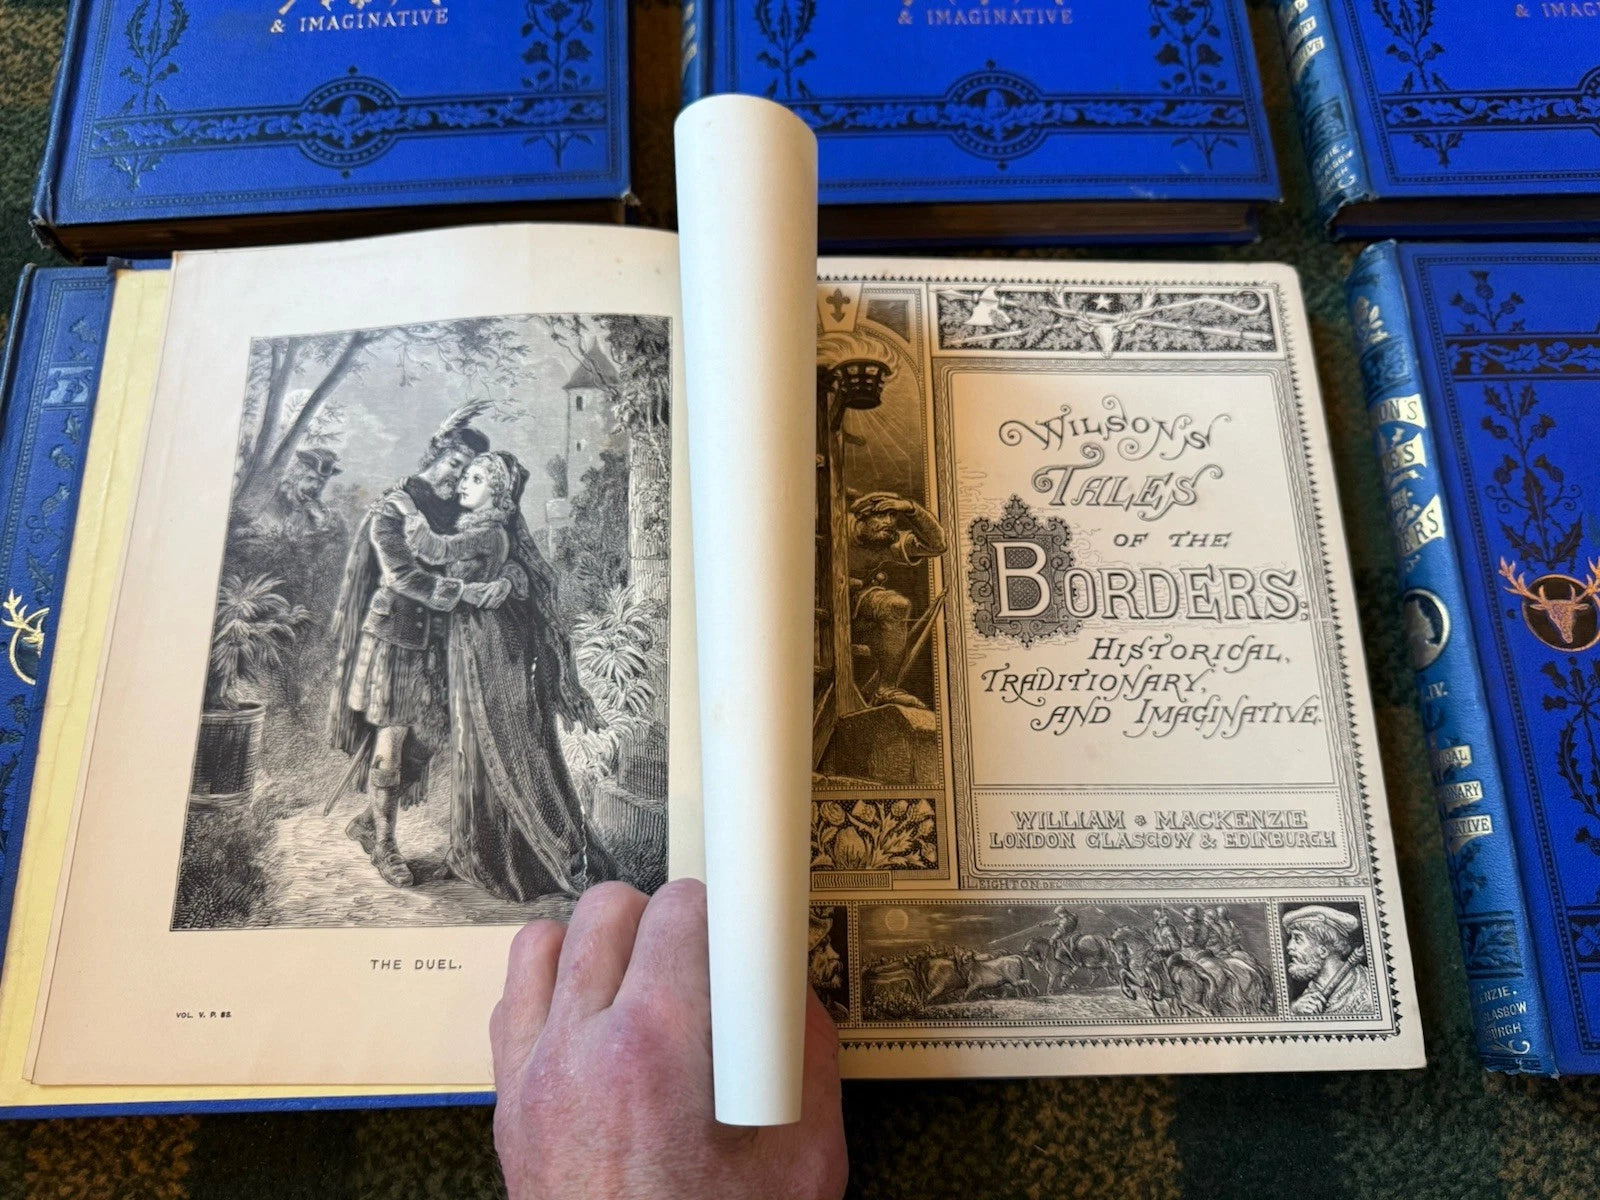 & IMAGINATIVE
& IMAGINATIVE
THE DUEL.
VOL. V. P. 83.
WILSON'S
TALES
OF THE
BORDERS:
HISTORICAL,
TRADITIONARY,
AND IMAGINATIVE.
WILLIAM MACKENZIE
LONDON GLASGOW & EDINBURGH